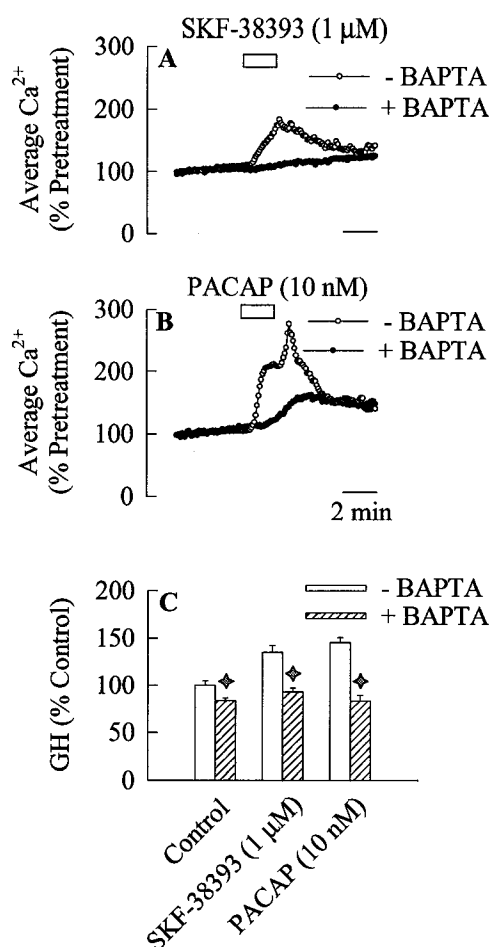 SKF-38393 (1 µM)
A
300
200
100
0
Average Ca2+
(% Pretreatment)
- BAPTA
+ BAPTA
PACAP (10 nM)
B
300
200
100
0
Average Ca2+
(% Pretreatment)
- BAPTA
+ BAPTA
2 min
C
200
150
100
50
0
GH (% Control)
- BAPTA
+ BAPTA
Control
SKF-38393 (1 µM)
PACAP (10 nM)